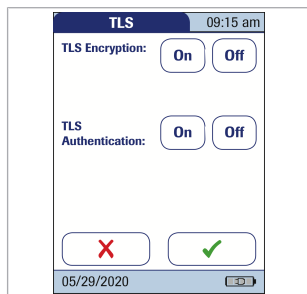 TLS 09:15 am
TLS Encryption: On Off
TLS
Authentication: On Off
05/29/2020